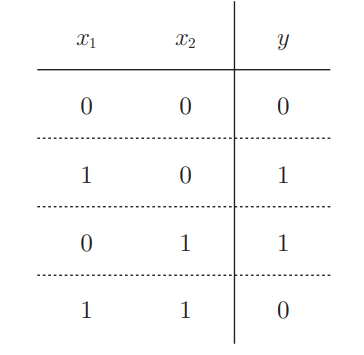 x₁ x₂ y
0 0 0
1 0 1
0 1 1
1 1 0